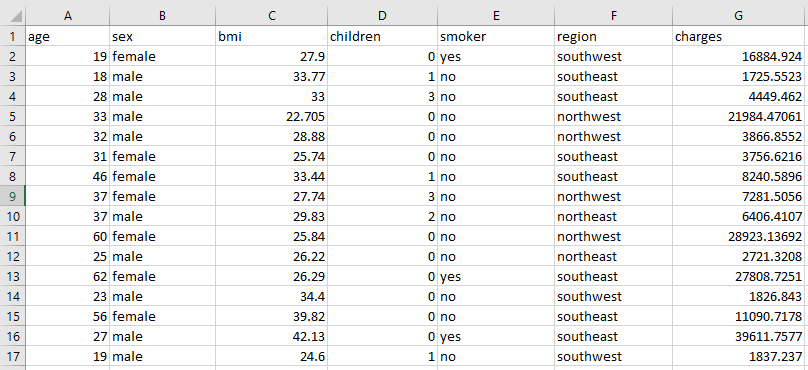 A B C D E F G
1 age sex bmi children smoker region charges
2 19 female 27.9 0 yes southwest 16884.924
3 18 male 33.77 1 no southeast 1725.5523
4 28 male 33 3 no southeast 4449.462
5 33 male 22.705 0 no northwest 21984.47061
6 32 male 28.88 0 no northwest 3866.8552
7 31 female 25.74 0 no southeast 3756.6216
8 46 female 33.44 1 no southeast 8240.5896
9 37 female 27.74 3 no northwest 7281.5056
10 37 male 29.83 2 no northeast 6406.4107
11 60 female 25.84 0 no northwest 28923.13692
12 25 male 26.22 0 no northeast 2721.3208
13 62 female 26.29 0 yes southeast 27808.7251
14 23 male 34.4 0 no southwest 1826.843
15 56 female 39.82 0 no southeast 11090.7178
16 27 male 42.13 0 yes southeast 39611.7577
17 19 male 24.6 1 no southwest 1837.237